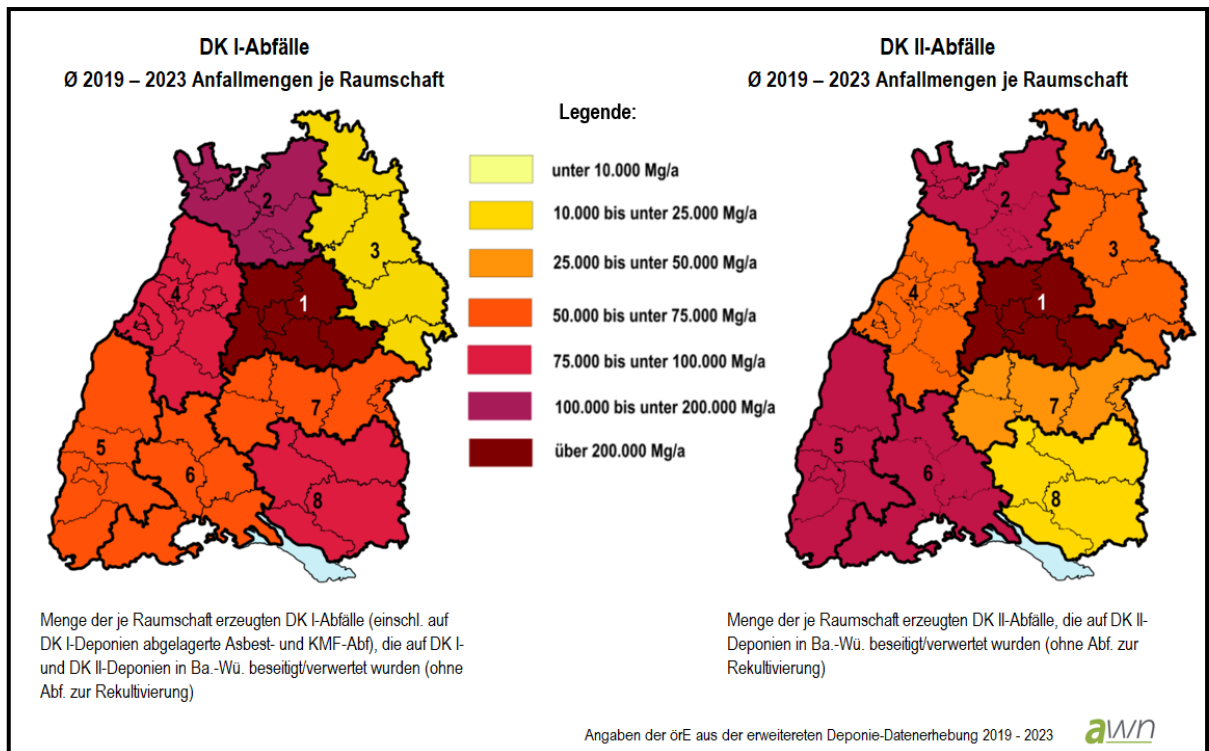 DK I-Abfälle
Ø 2019 – 2023 Anfallmengen je Raumschaft
2
3
4
1
7
5
6
8
Menge der je Raumschaft erzeugten DK I-Abfälle (einschl. auf
DK I-Deponien abgelagerte Asbest- und KMF-Abf), die auf DK I-
und DK II-Deponien in Ba.-Wü. beseitigt/verwertet wurden (ohne
Abf. zur Rekultivierung)
Legende:
unter 10.000 Mg/a
10.000 bis unter 25.000 Mg/a
25.000 bis unter 50.000 Mg/a
50.000 bis unter 75.000 Mg/a
75.000 bis unter 100.000 Mg/a
100.000 bis unter 200.000 Mg/a
über 200.000 Mg/a
DK II-Abfälle
Ø 2019 – 2023 Anfallmengen je Raumschaft
2
3
4
1
7
5
6
8
Menge der je Raumschaft erzeugten DK II-Abfälle, die auf DK II-
Deponien in Ba.-Wü. beseitigt/verwertet wurden (ohne Abf. zur
Rekultivierung)
Angaben der örE aus der erweitereten Deponie-Datenerhebung 2019 - 2023
awn